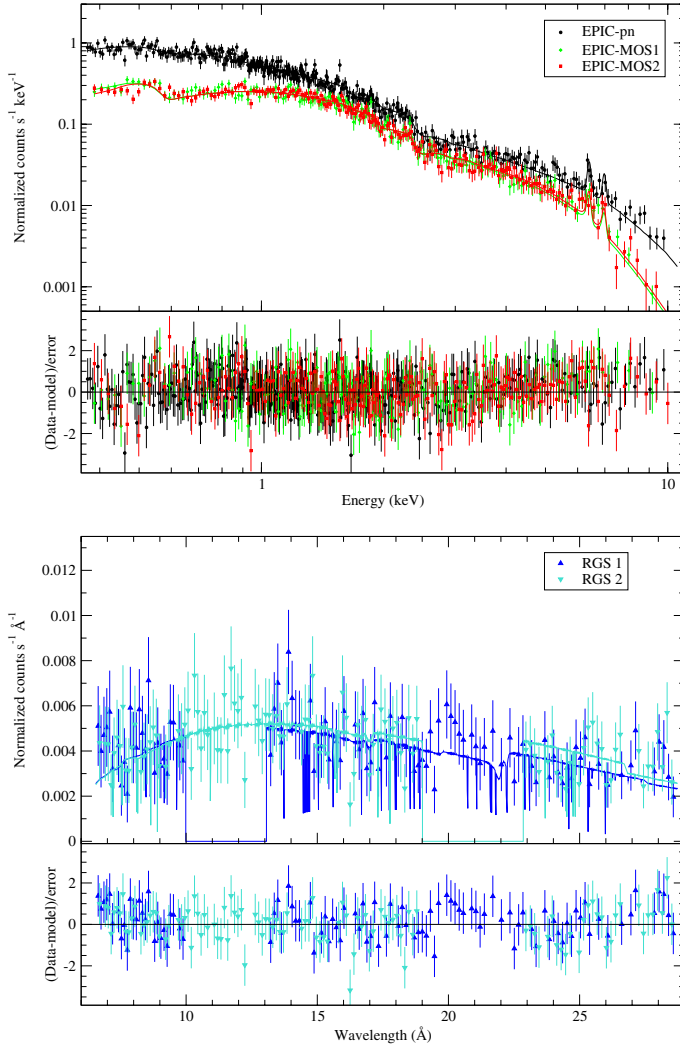 EPIC-pn
EPIC-MOS1
EPIC-MOS2
Normalized counts s⁻¹ keV⁻¹
1
0.1
0.01
0.001
(Data-model)/error
2
0
-2
1
10
Energy (keV)
RGS 1
RGS 2
Normalized counts s⁻¹ Å⁻¹
0.012
0.01
0.008
0.006
0.004
0.002
0
(Data-model)/error
2
0
-2
10
15
20
25
Wavelength (Å)